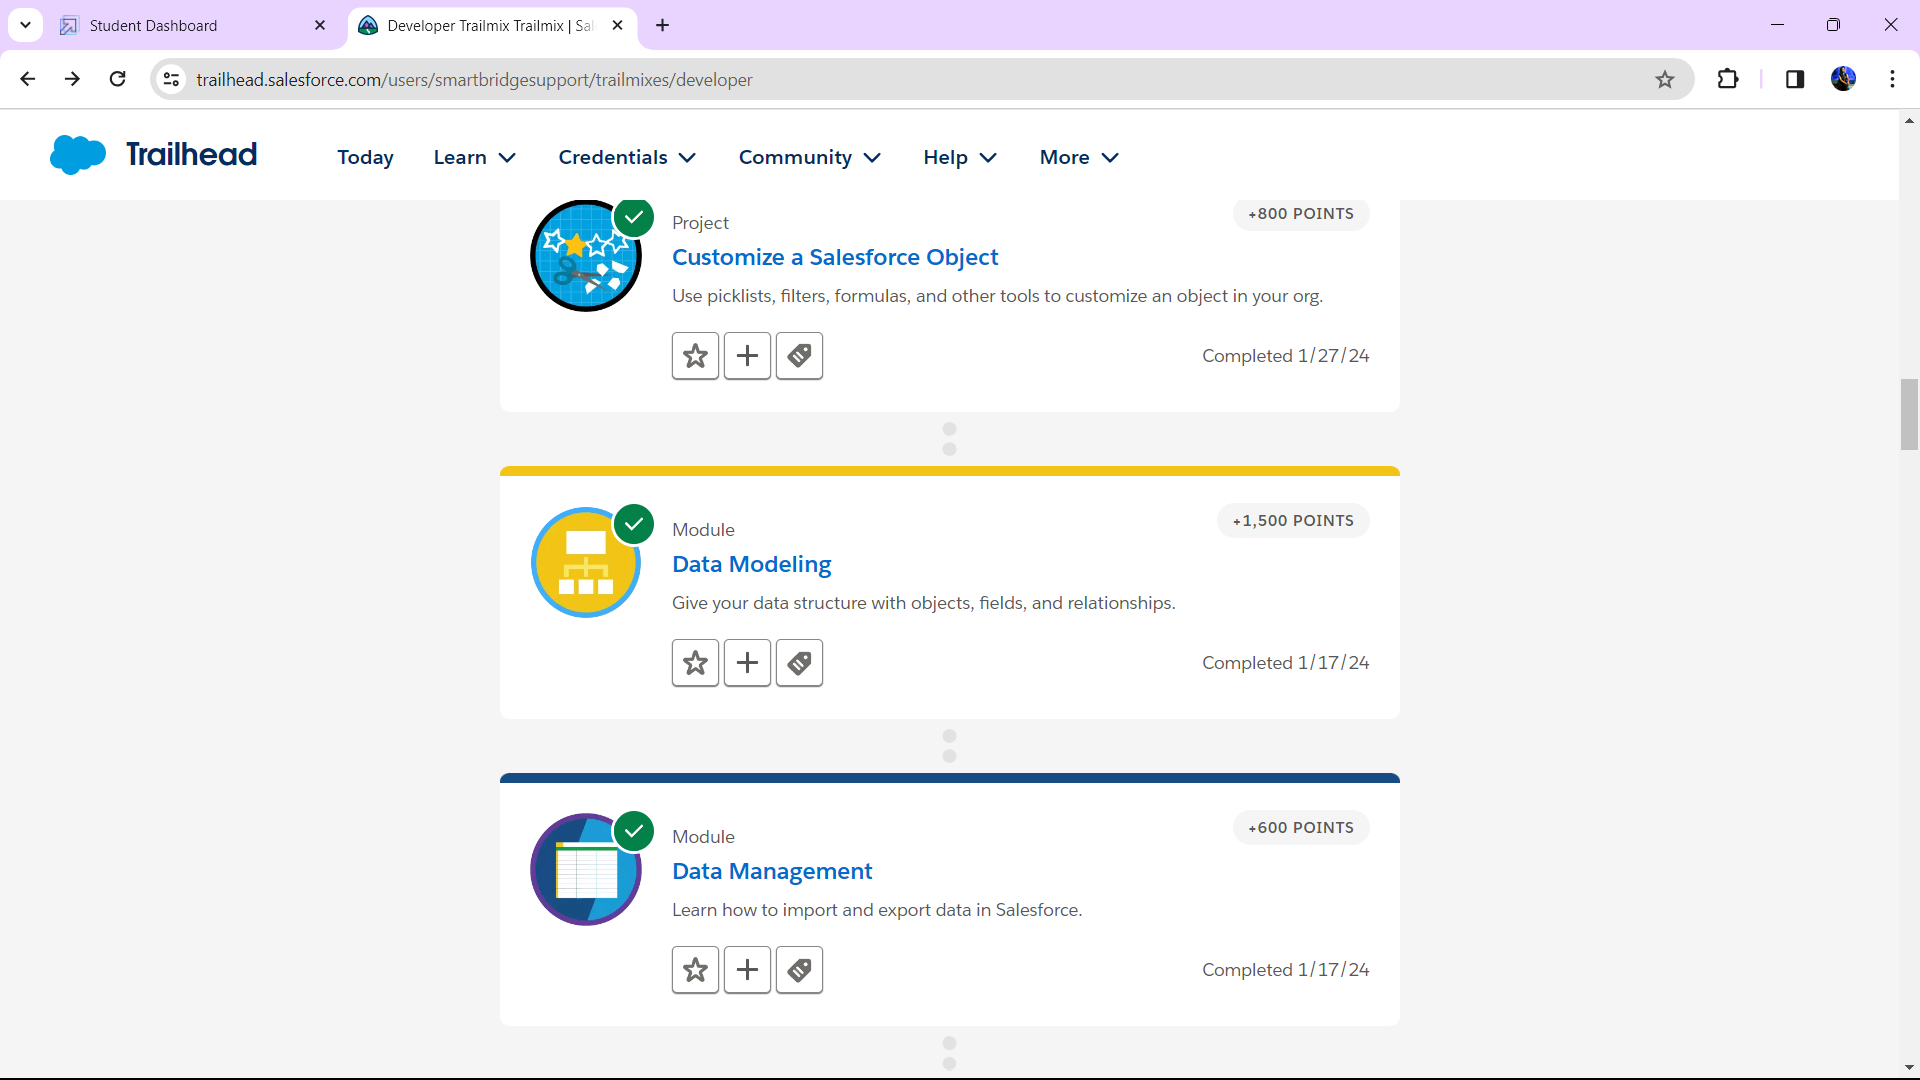 Student Dashboard
Developer Trailmix Trailmix | Sal
trailhead.salesforce.com/users/smartbridgesupport/trailmixes/developer
Trailhead
Today
Learn
Credentials
Community
Help
More
Project
+800 POINTS
Customize a Salesforce Object
Use picklists, filters, formulas, and other tools to customize an object in your org.
Completed 1/27/24
Module
+1,500 POINTS
Data Modeling
Give your data structure with objects, fields, and relationships.
Completed 1/17/24
Module
+600 POINTS
Data Management
Learn how to import and export data in Salesforce.
Completed 1/17/24